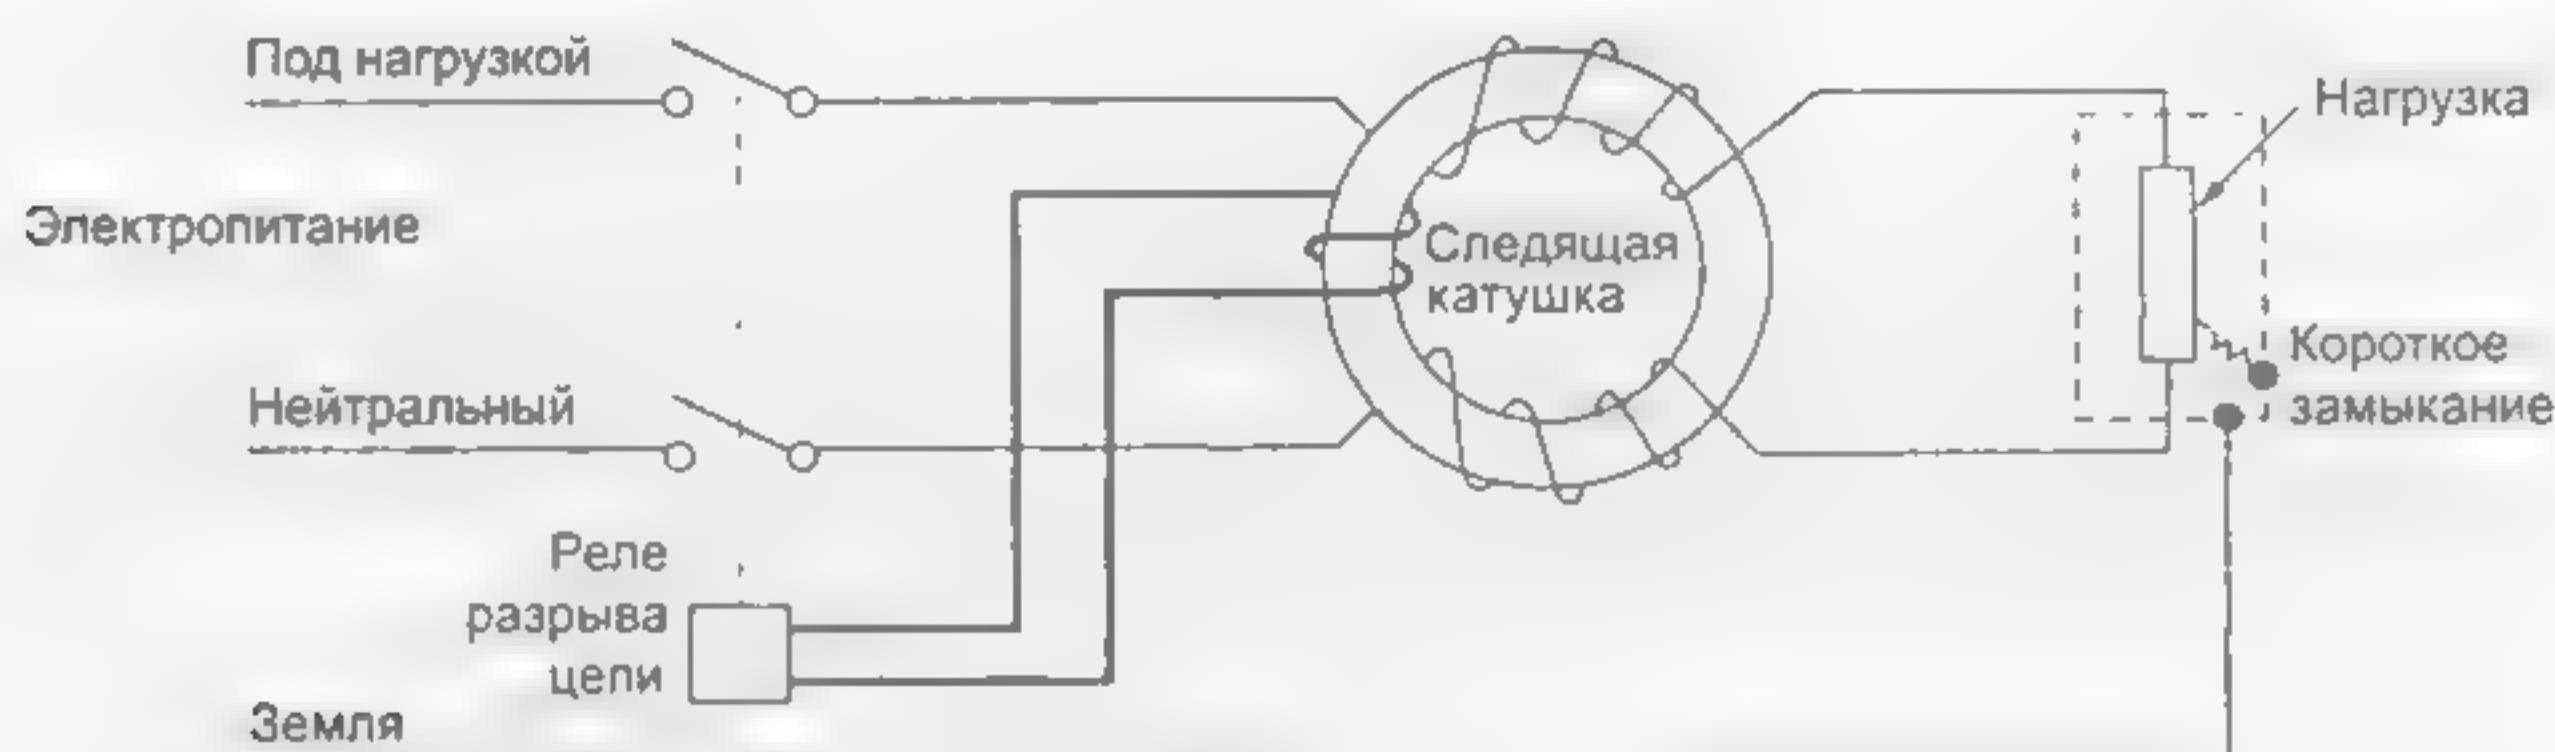 Под нагрузкой
Нагрузка
Электропитание
Следящая
катушка
Короткое
замыкание
Нейтральный
Реле
разрыва
цепи
Земля